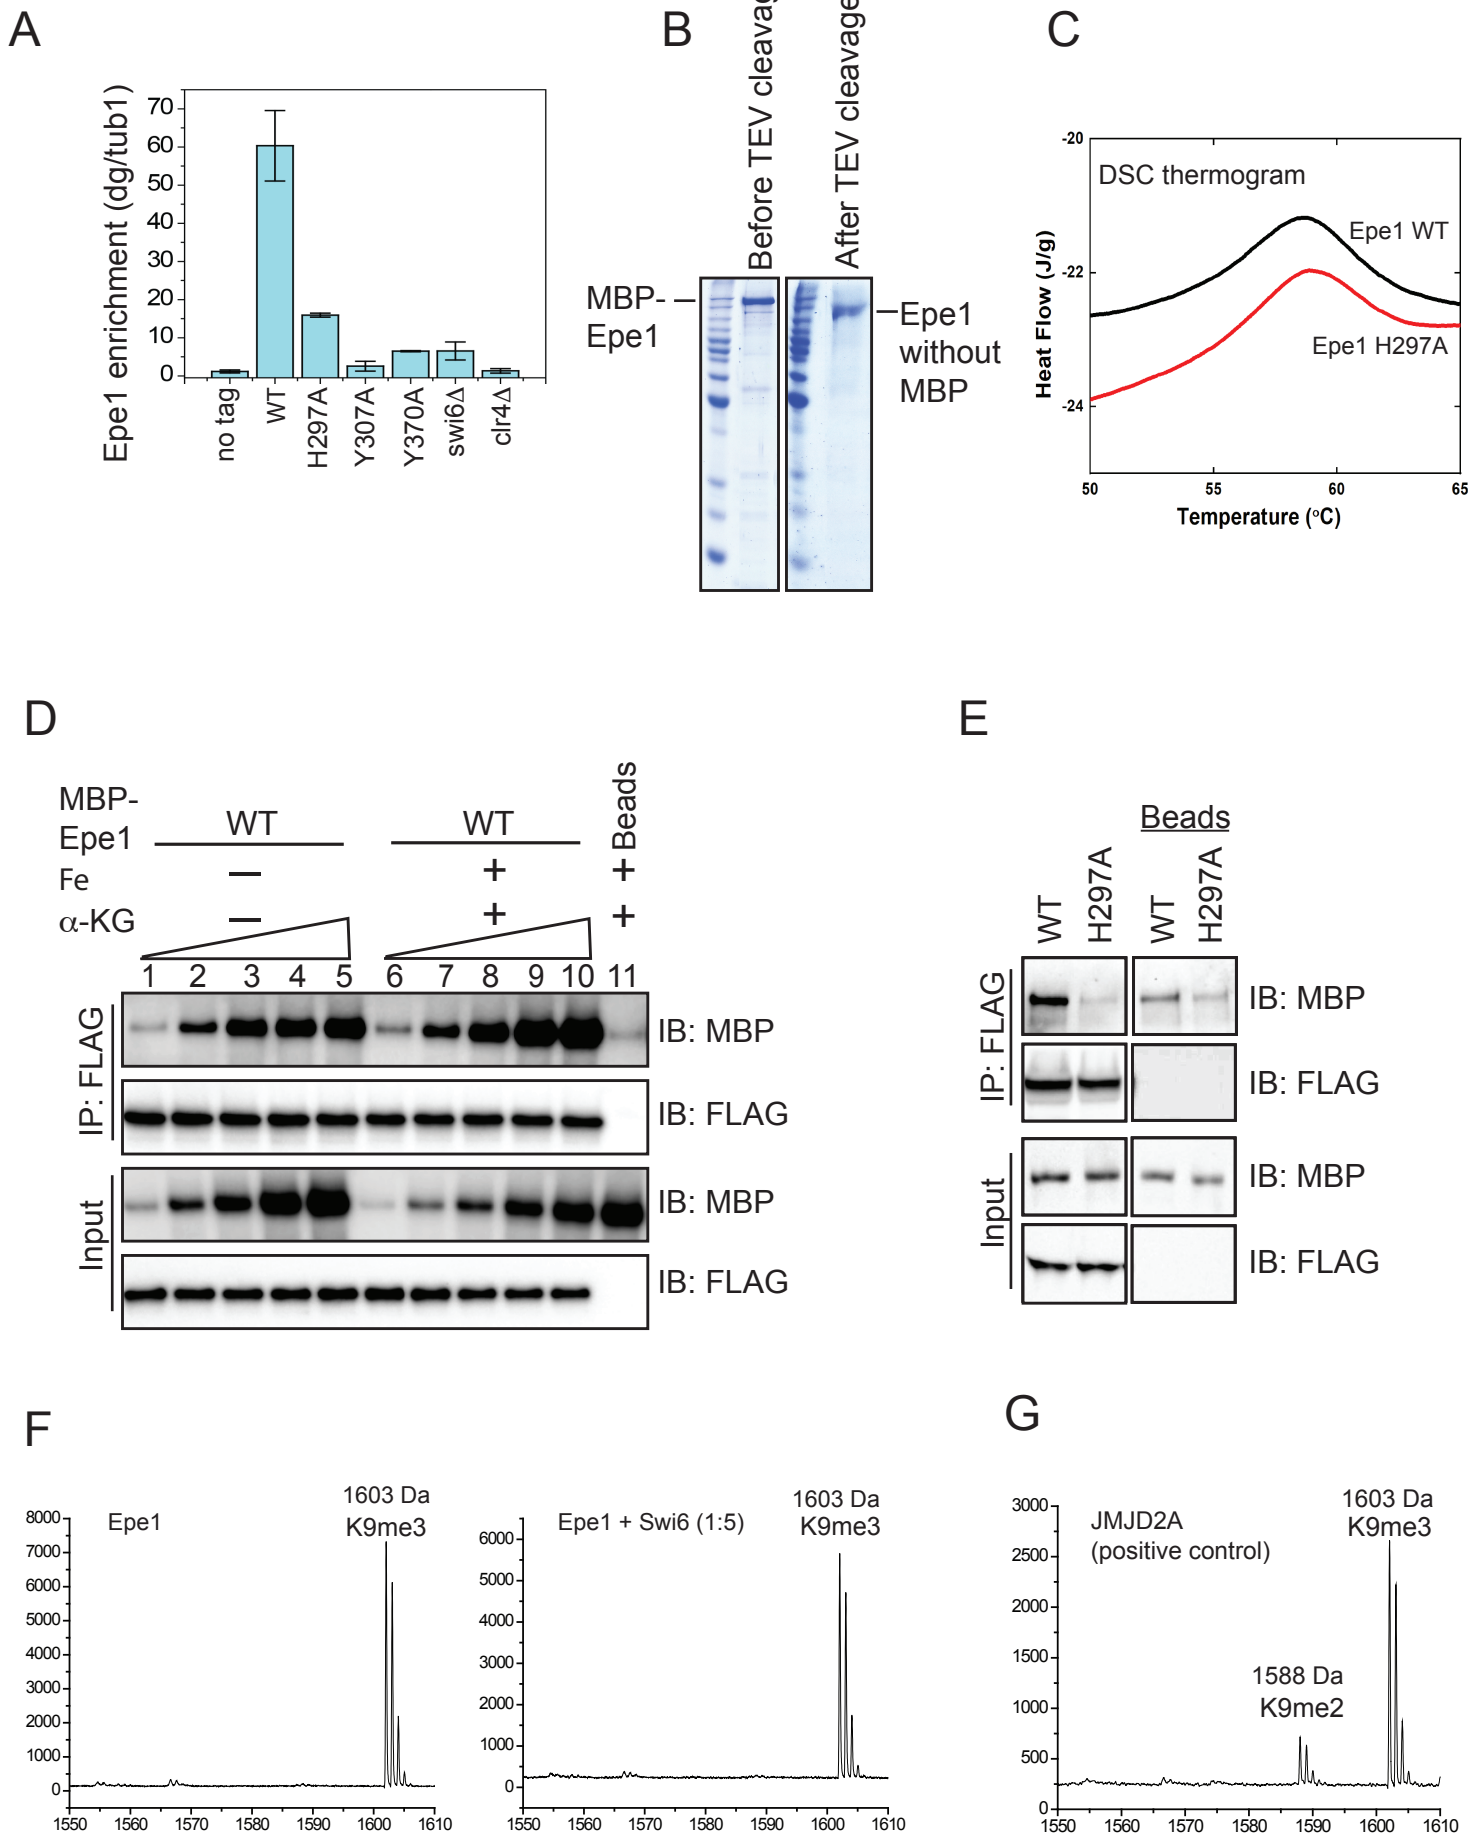 A
Epe1 enrichment (dg/tub1)
70
60
50
40
30
20
10
0
no tag
WT
H297A
Y307A
Y370A
swi6Δ
clr4Δ
B
Before TEV cleavag
After TEV cleavage
MBP-
Epe1
Epe1
without
MBP
C
DSC thermogram
Epe1 WT
Epe1 H297A
Heat Flow (J/g)
-20
-22
-24
50 55 60 65
Temperature (°C)
D
MBP-
Epe1
WT WT Beads
Fe — + +
α-KG — + +
1 2 3 4 5 6 7 8 9 10 11
IP: FLAG
IB: MBP
IB: FLAG
Input
IB: MBP
IB: FLAG
E
Beads
WT H297A WT H297A
IP: FLAG
IB: MBP
IB: FLAG
Input
IB: MBP
IB: FLAG
F
Epe1
1603 Da
K9me3
8000
7000
6000
5000
4000
3000
2000
1000
0
1550 1560 1570 1580 1590 1600 1610
Epe1 + Swi6 (1:5)
1603 Da
K9me3
6000
5000
4000
3000
2000
1000
0
1550 1560 1570 1580 1590 1600 1610
G
JMJD2A
(positive control)
1603 Da
K9me3
1588 Da
K9me2
3000
2500
2000
1500
1000
500
0
1550 1560 1570 1580 1590 1600 1610